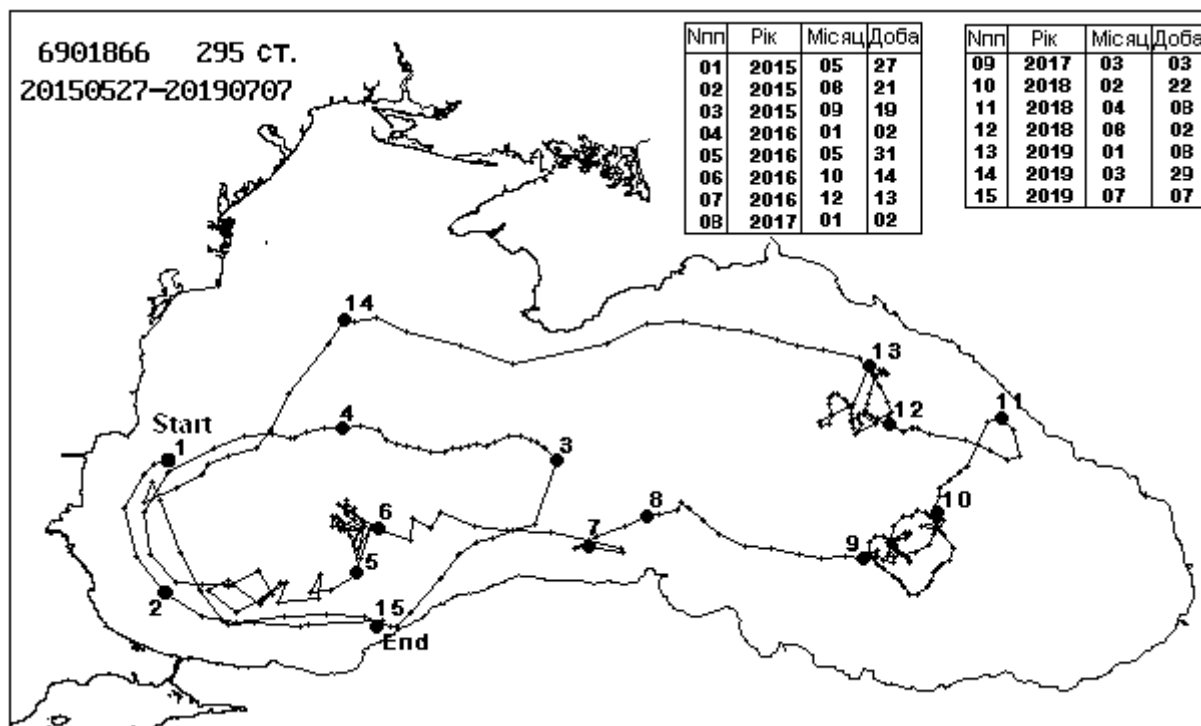 6901866 295 ст.
20150527–20190707
Nпп Рік Місяц Доба
01 2015 05 27
02 2015 08 21
03 2015 09 19
04 2016 01 02
05 2016 05 31
06 2016 10 14
07 2016 12 13
08 2017 01 02
Nпп Рік Місяц Доба
09 2017 03 03
10 2018 02 22
11 2018 04 08
12 2018 08 02
13 2019 01 08
14 2019 03 29
15 2019 07 07
14
13
12
11
4
Start
1
3
10
8
6
7
9
5
2
15
End